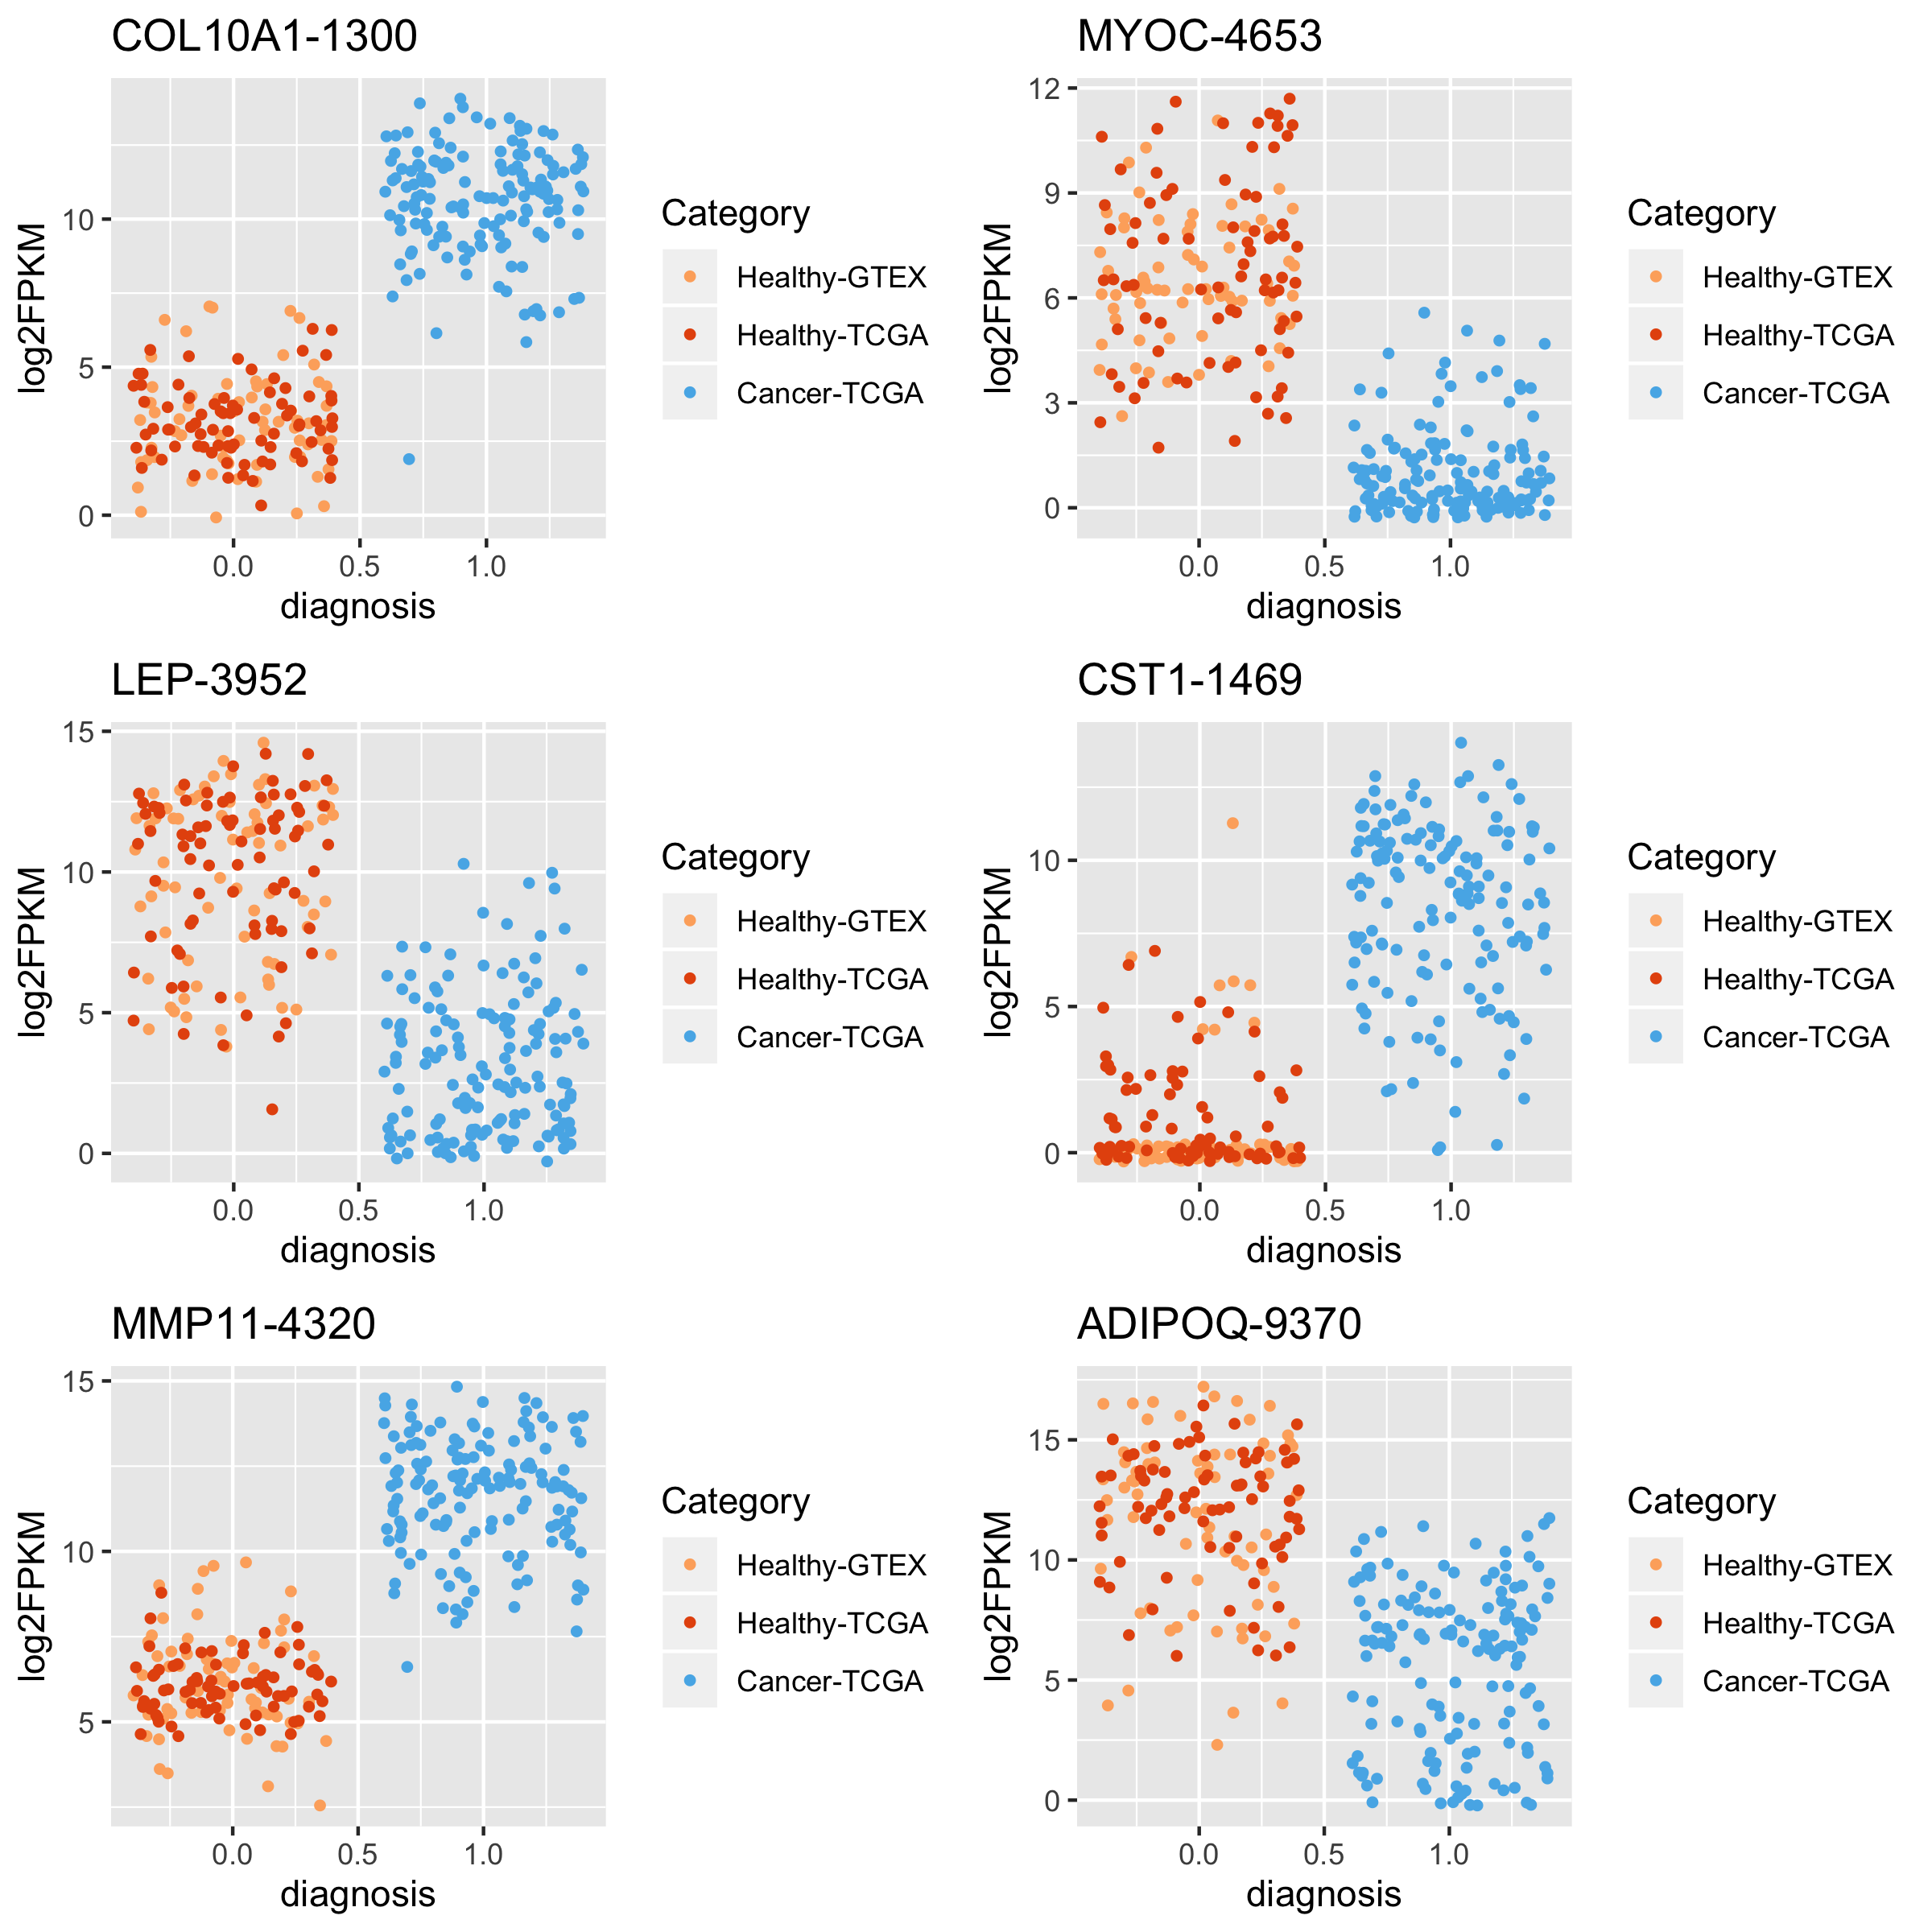 COL10A1-1300
log2FPKM
10
5
0
0.0 0.5 1.0
diagnosis
Category
Healthy-GTEX
Healthy-TCGA
Cancer-TCGA
MYOC-4653
log2FPKM
12
9
6
3
0
0.0 0.5 1.0
diagnosis
Category
Healthy-GTEX
Healthy-TCGA
Cancer-TCGA
LEP-3952
log2FPKM
15
10
5
0
0.0 0.5 1.0
diagnosis
Category
Healthy-GTEX
Healthy-TCGA
Cancer-TCGA
CST1-1469
log2FPKM
10
5
0
0.0 0.5 1.0
diagnosis
Category
Healthy-GTEX
Healthy-TCGA
Cancer-TCGA
MMP11-4320
log2FPKM
15
10
5
0.0 0.5 1.0
diagnosis
Category
Healthy-GTEX
Healthy-TCGA
Cancer-TCGA
ADIPOQ-9370
log2FPKM
15
10
5
0
0.0 0.5 1.0
diagnosis
Category
Healthy-GTEX
Healthy-TCGA
Cancer-TCGA